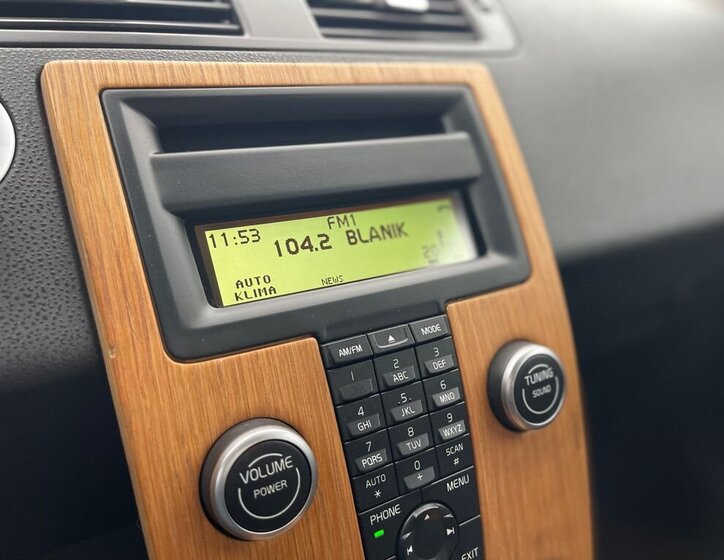 FM1
11:53 104.2 BLANIK
AUTO
KLIMA
NEWS
AM/FM
MODE
1
2
ABC
3
DEF
4
GHI
.5.
JKL
6
MNO
7
PQRS
8
TUV
9
WXYZ
AUTO
*
0
+
SCAN
#
PHONE
MENU
EXIT
VOLUME
POWER
TUNING
SOUND